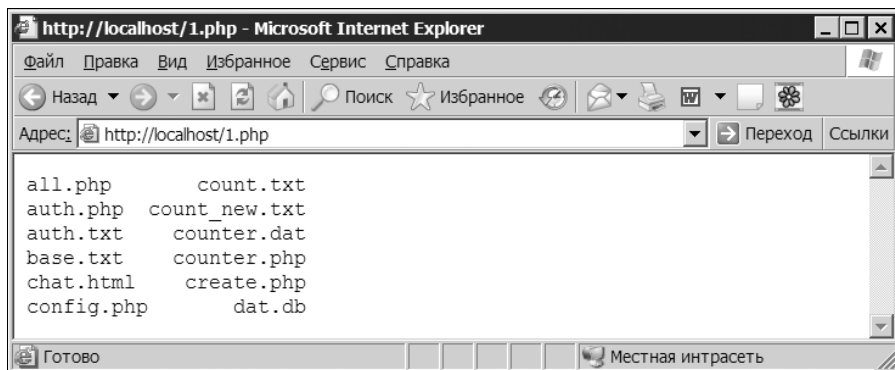 http://localhost/1.php - Microsoft Internet Explorer
Файл Правка Вид Избранное Сервис Справка
Назад Поиск Избранное W
Адрес: http://localhost/1.php Переход Ссылки
all.php count.txt
auth.php count_new.txt
auth.txt counter.dat
base.txt counter.php
chat.html create.php
config.php dat.db
Готово Местная интрасеть